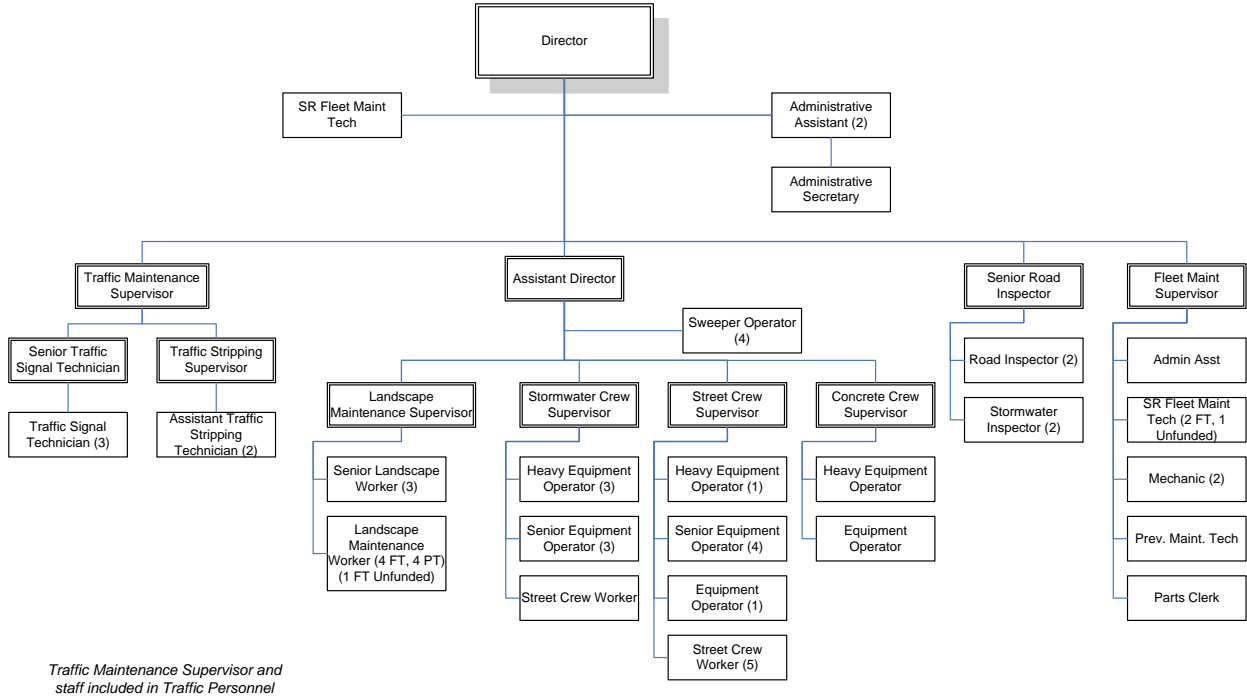 Director
SR Fleet Maint
Tech
Administrative
Assistant (2)
Administrative
Secretary
Traffic Maintenance
Supervisor
Assistant Director
Senior Road
Inspector
Fleet Maint
Supervisor
Sweeper Operator
(4)
Senior Traffic
Signal Technician
Traffic Stripping
Supervisor
Traffic Signal
Technician (3)
Assistant Traffic
Stripping
Technician (2)
Landscape
Maintenance Supervisor
Stormwater Crew
Supervisor
Street Crew
Supervisor
Concrete Crew
Supervisor
Senior Landscape
Worker (3)
Landscape
Maintenance
Worker (4 FT, 4 PT)
(1 FT Unfunded)
Heavy Equipment
Operator (3)
Senior Equipment
Operator (3)
Street Crew Worker
Heavy Equipment
Operator (1)
Senior Equipment
Operator (4)
Equipment
Operator (1)
Street Crew
Worker (5)
Heavy Equipment
Operator
Equipment
Operator
Road Inspector (2)
Stormwater
Inspector (2)
Admin Asst
SR Fleet Maint
Tech (2 FT, 1
Unfunded)
Mechanic (2)
Prev. Maint. Tech
Parts Clerk
Traffic Maintenance Supervisor and
staff included in Traffic Personnel